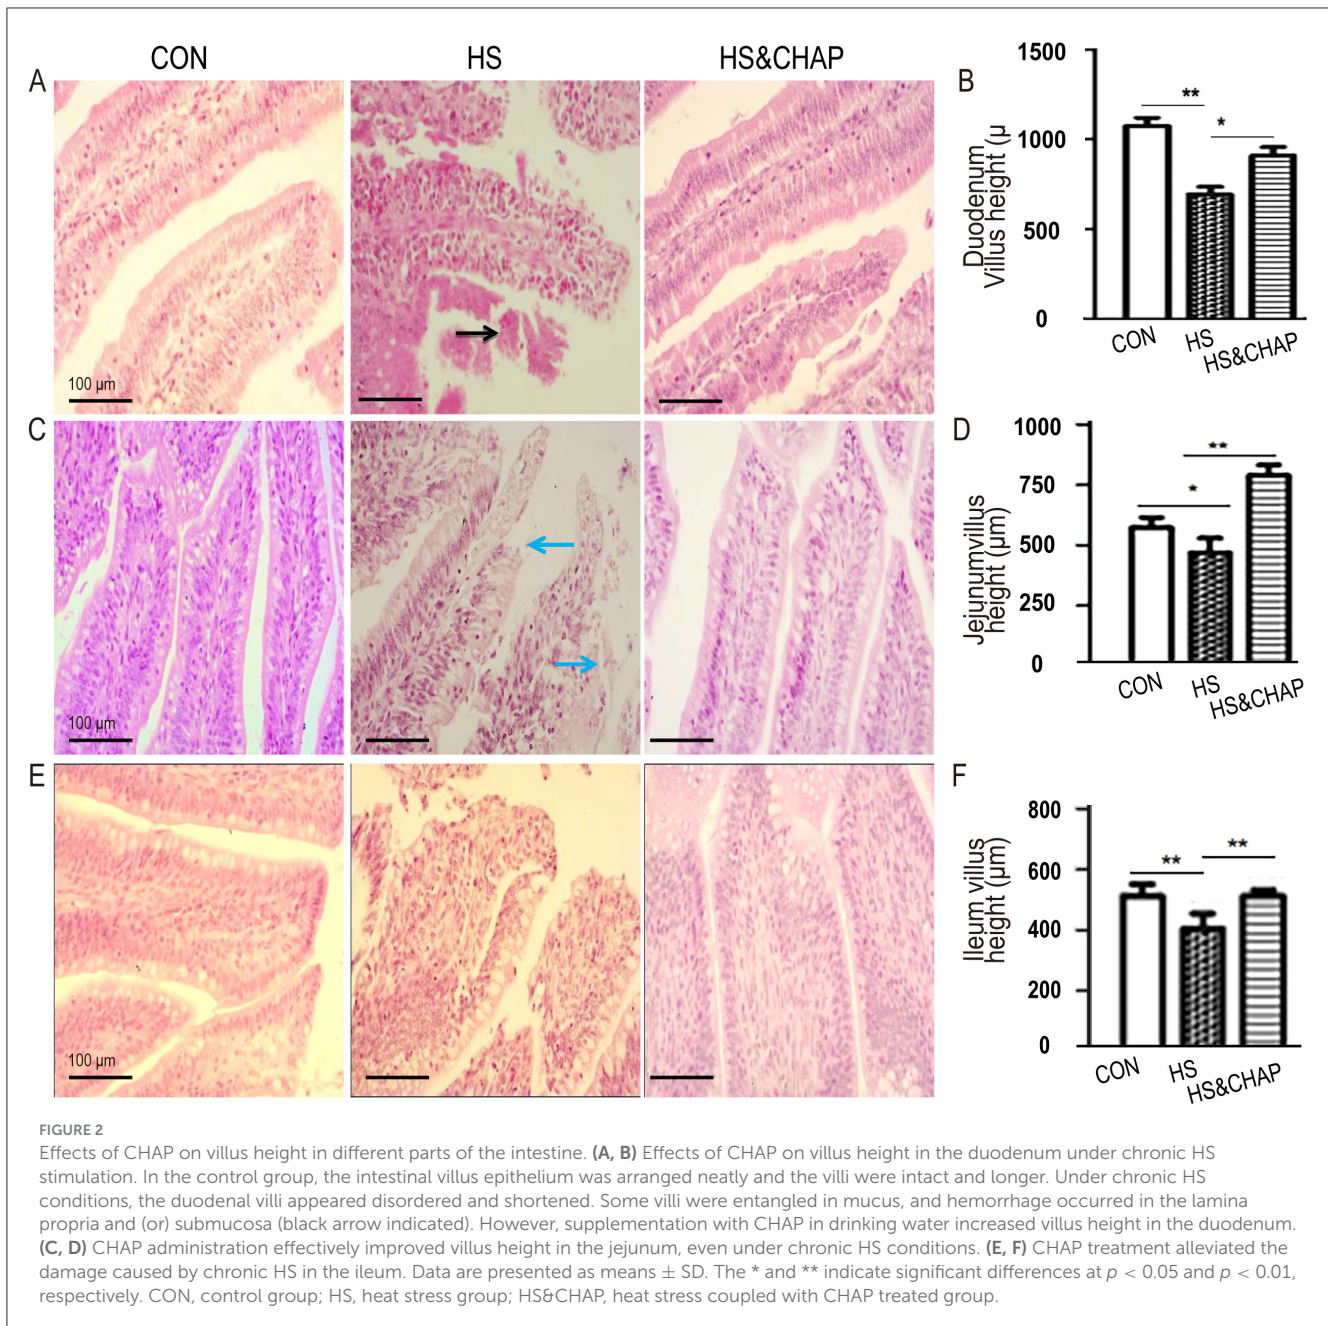 CON HS HS&CHAP
A
100 µm
B
1500
1000
500
0
Duodenum
Villus height (µ
**
*
CON HS HS&CHAP
C
100 µm
D
1000
750
500
250
0
Jejunumvillus
height (µm)
**
*
CON HS HS&CHAP
E
100 µm
F
800
600
400
200
0
Ileum villus
height (µm)
** **
CON HS HS&CHAP
FIGURE 2
Effects of CHAP on villus height in different parts of the intestine. (A, B) Effects of CHAP on villus height in the duodenum under chronic HS
stimulation. In the control group, the intestinal villus epithelium was arranged neatly and the villi were intact and longer. Under chronic HS
conditions, the duodenal villi appeared disordered and shortened. Some villi were entangled in mucus, and hemorrhage occurred in the lamina
propria and (or) submucosa (black arrow indicated). However, supplementation with CHAP in drinking water increased villus height in the duodenum.
(C, D) CHAP administration effectively improved villus height in the jejunum, even under chronic HS conditions. (E, F) CHAP treatment alleviated the
damage caused by chronic HS in the ileum. Data are presented as means ± SD. The * and ** indicate significant differences at p < 0.05 and p < 0.01,
respectively. CON, control group; HS, heat stress group; HS&CHAP, heat stress coupled with CHAP treated group.